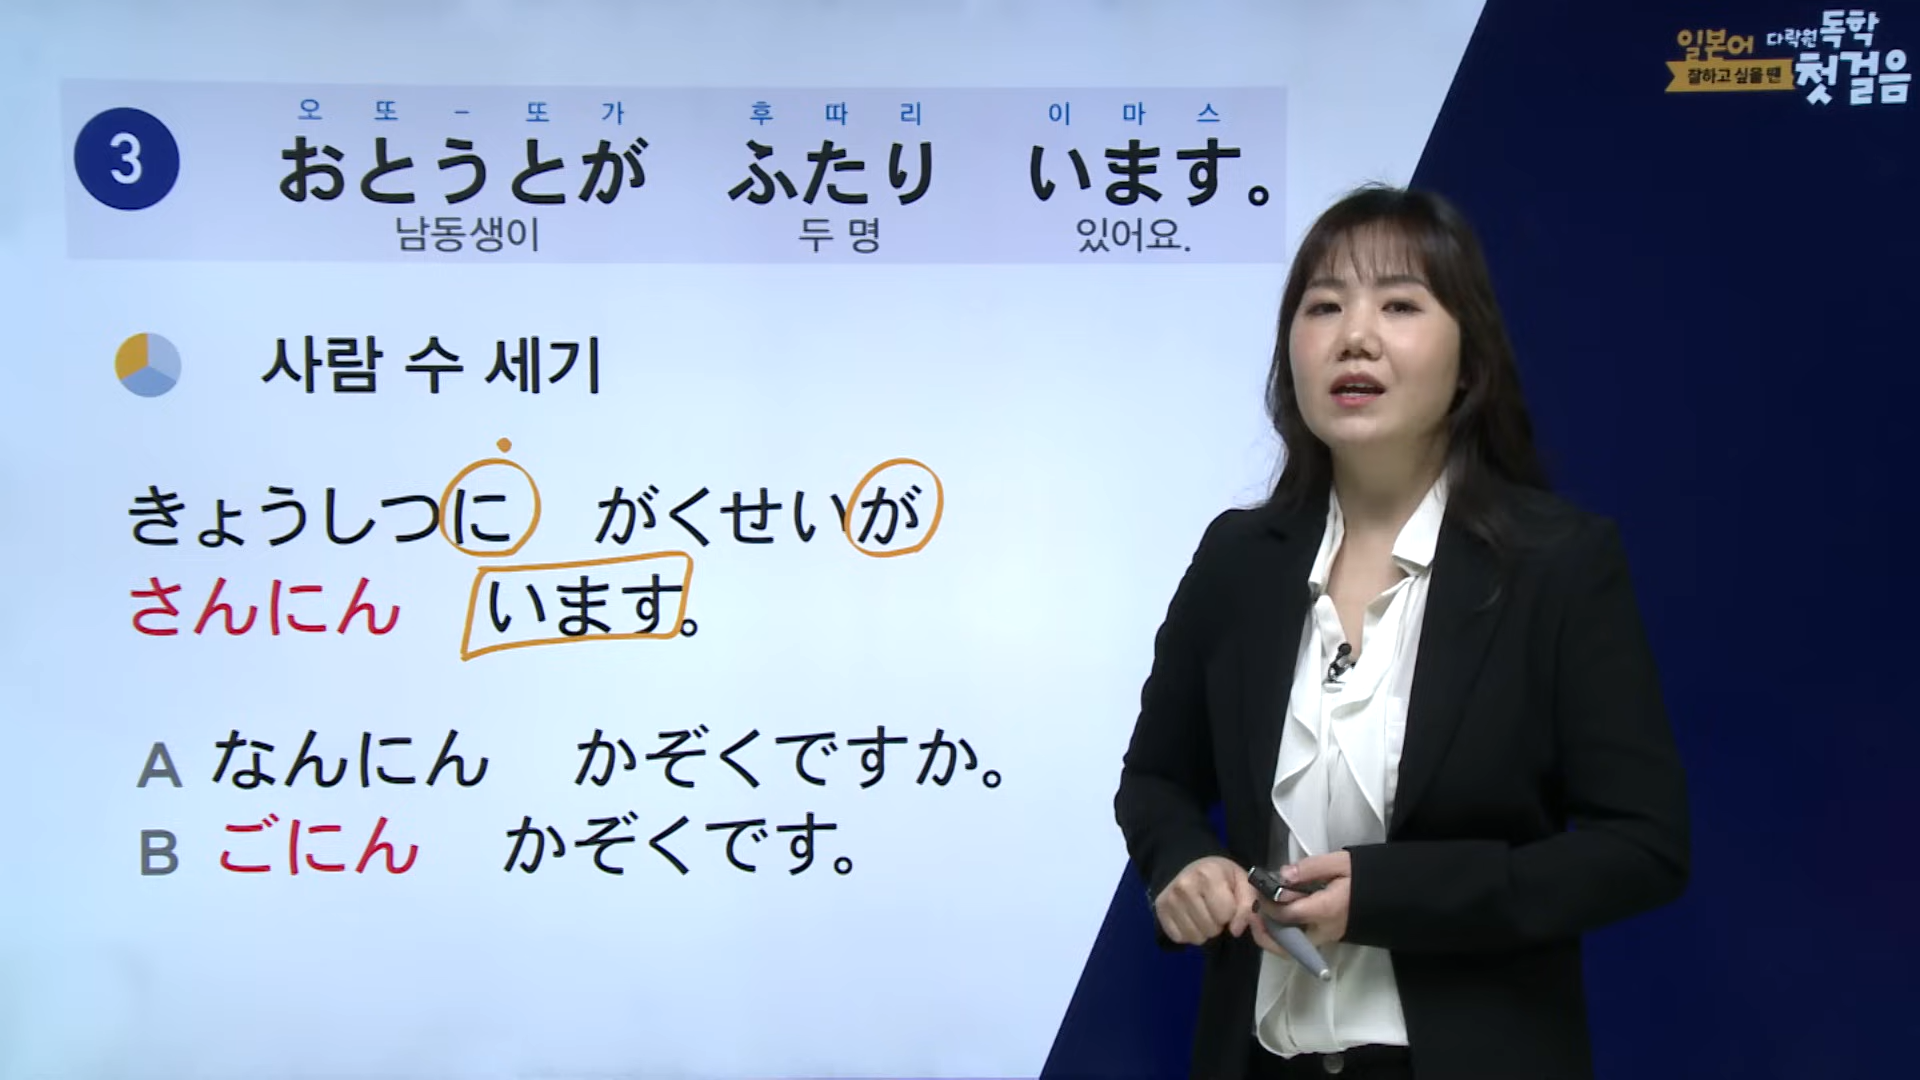 일본어 다락원 독학
잘하고 싶을 땐 첫걸음
3
오 또 - 또 가 후 따 리 이 마 스
おとうとが ふたり います。
남동생이 두 명 있어요.
사람 수 세기
きょうしつに がくせいが
さんにん います。
A なんにん かぞくですか。
B ごにん かぞくです。